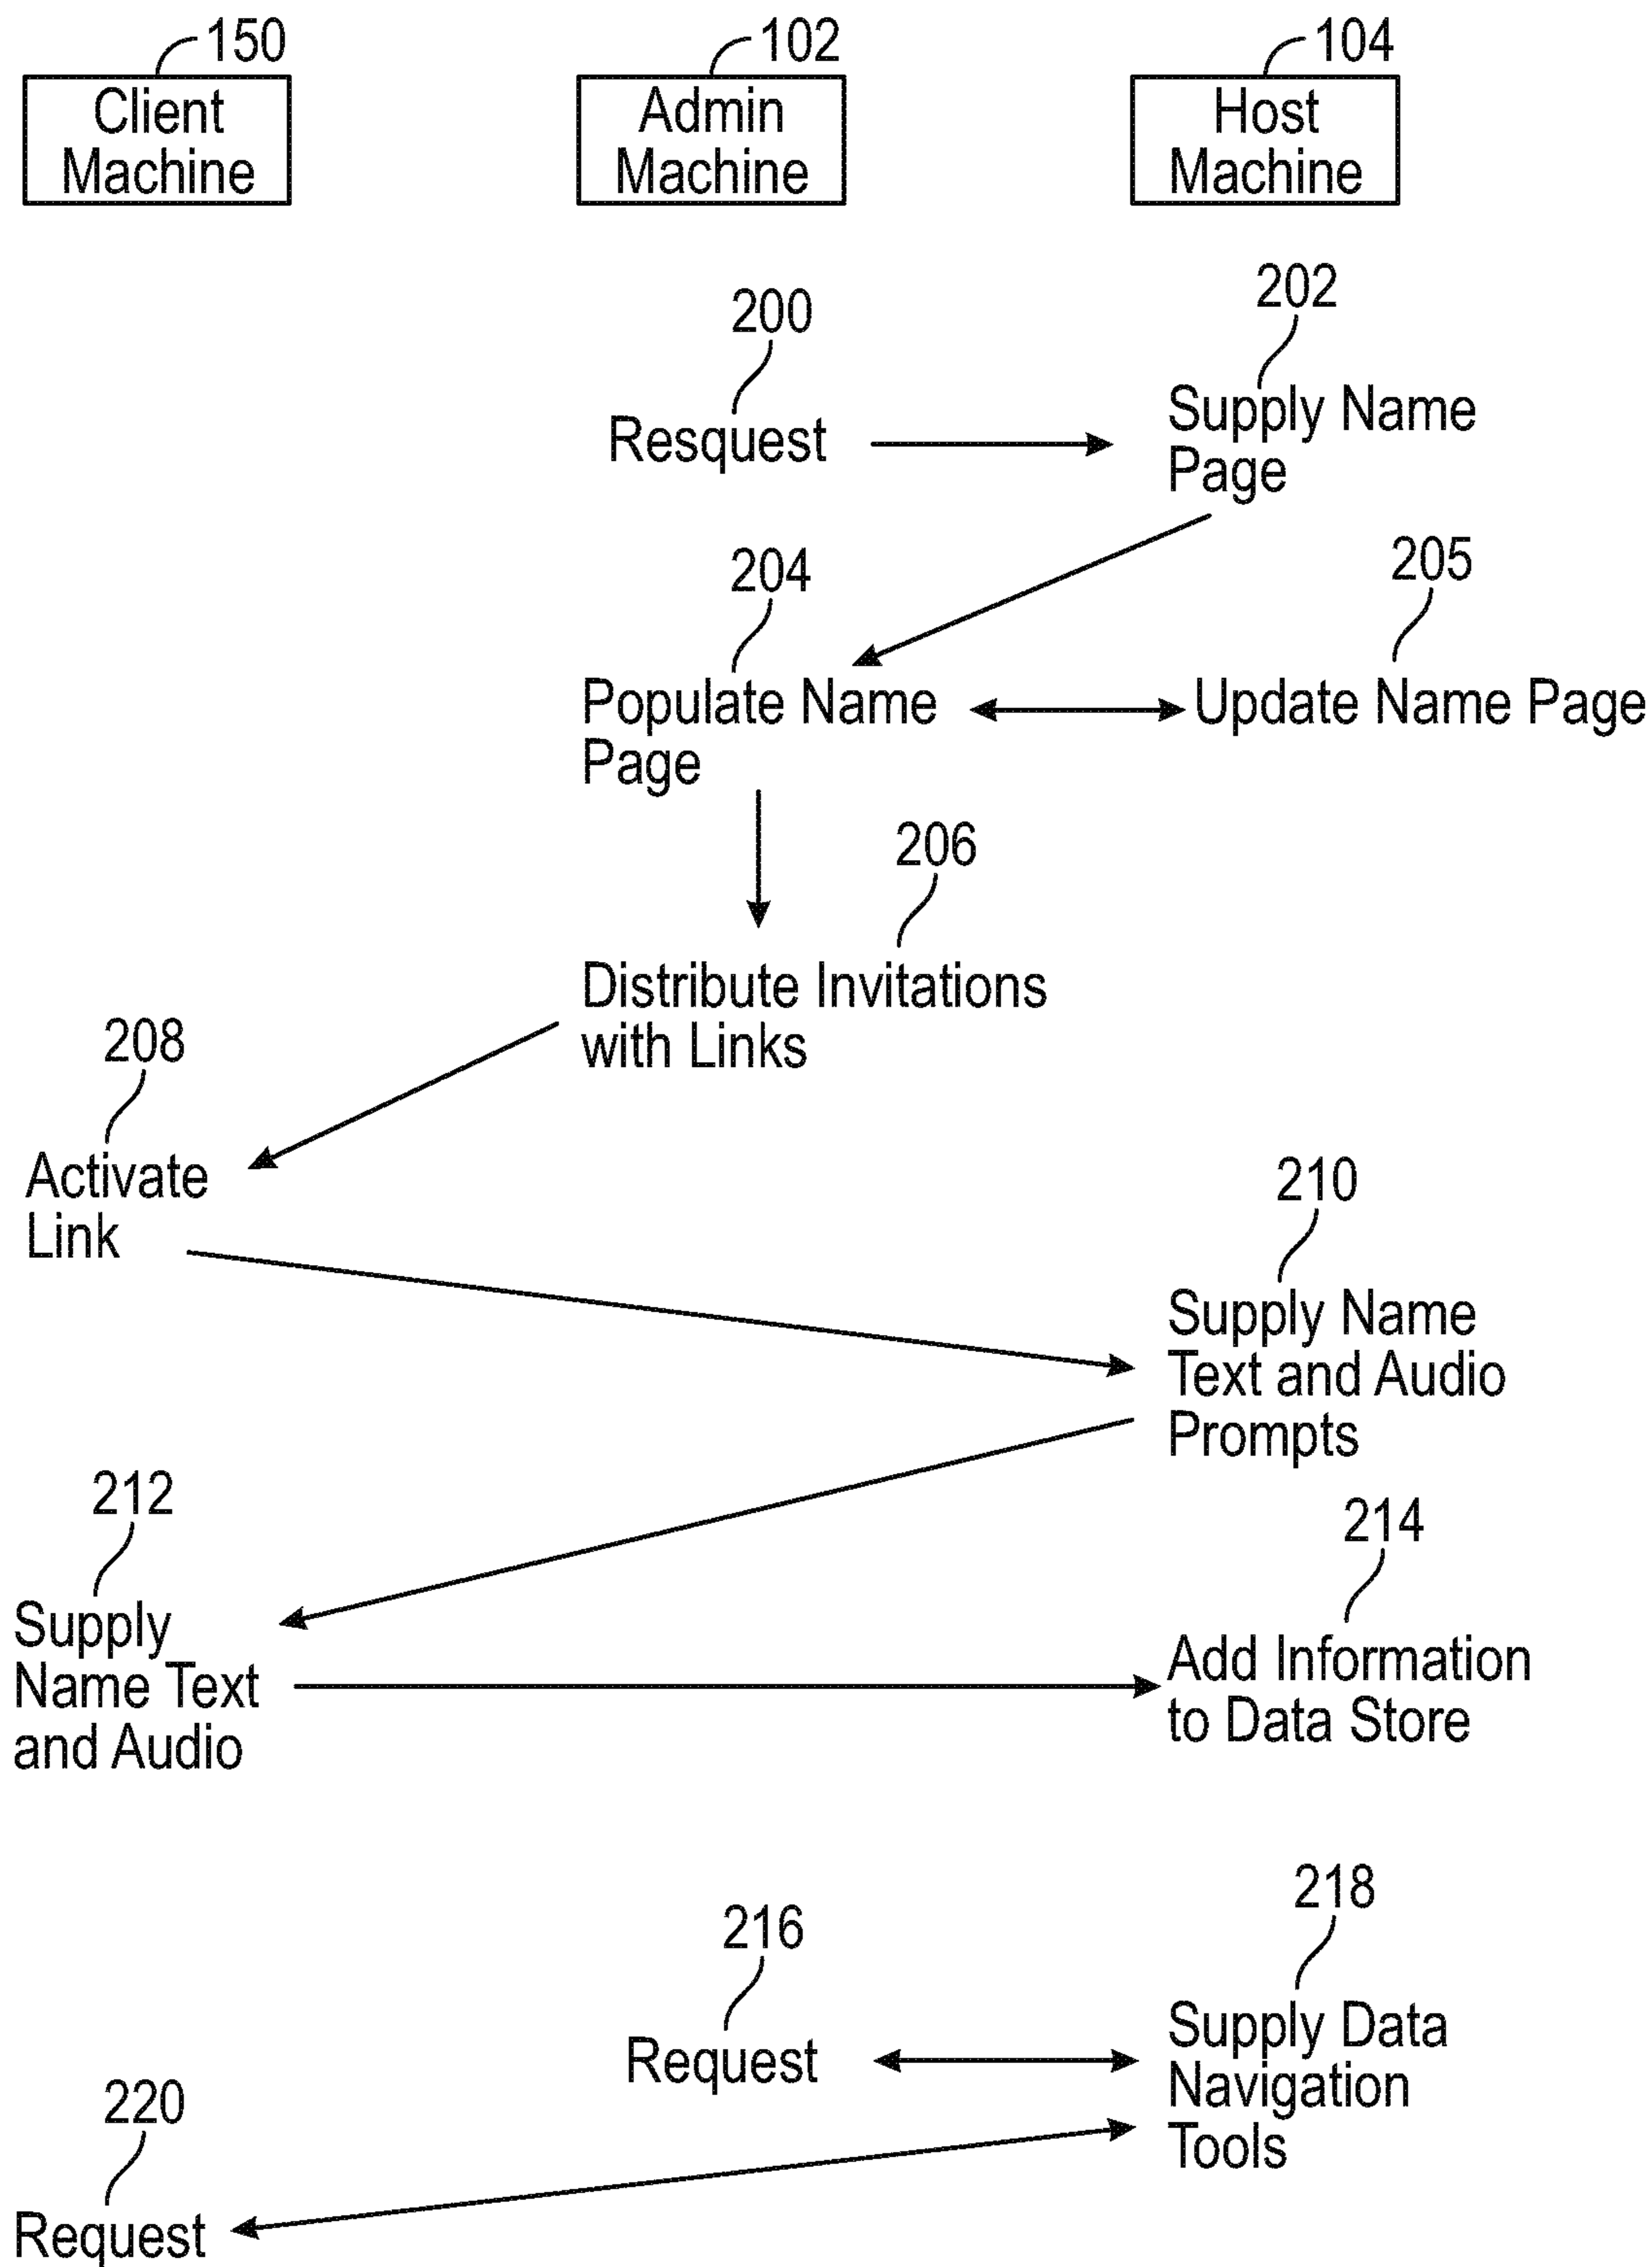 150
102
104
Client
Machine
Admin
Machine
Host
Machine
200
202
Resquest
Supply Name
Page
204
205
Populate Name
Page
Update Name Page
206
Distribute Invitations
with Links
208
Activate
Link
210
Supply Name
Text and Audio
Prompts
212
Supply
Name Text
and Audio
214
Add Information
to Data Store
216
218
Request
Supply Data
Navigation
Tools
220
Request